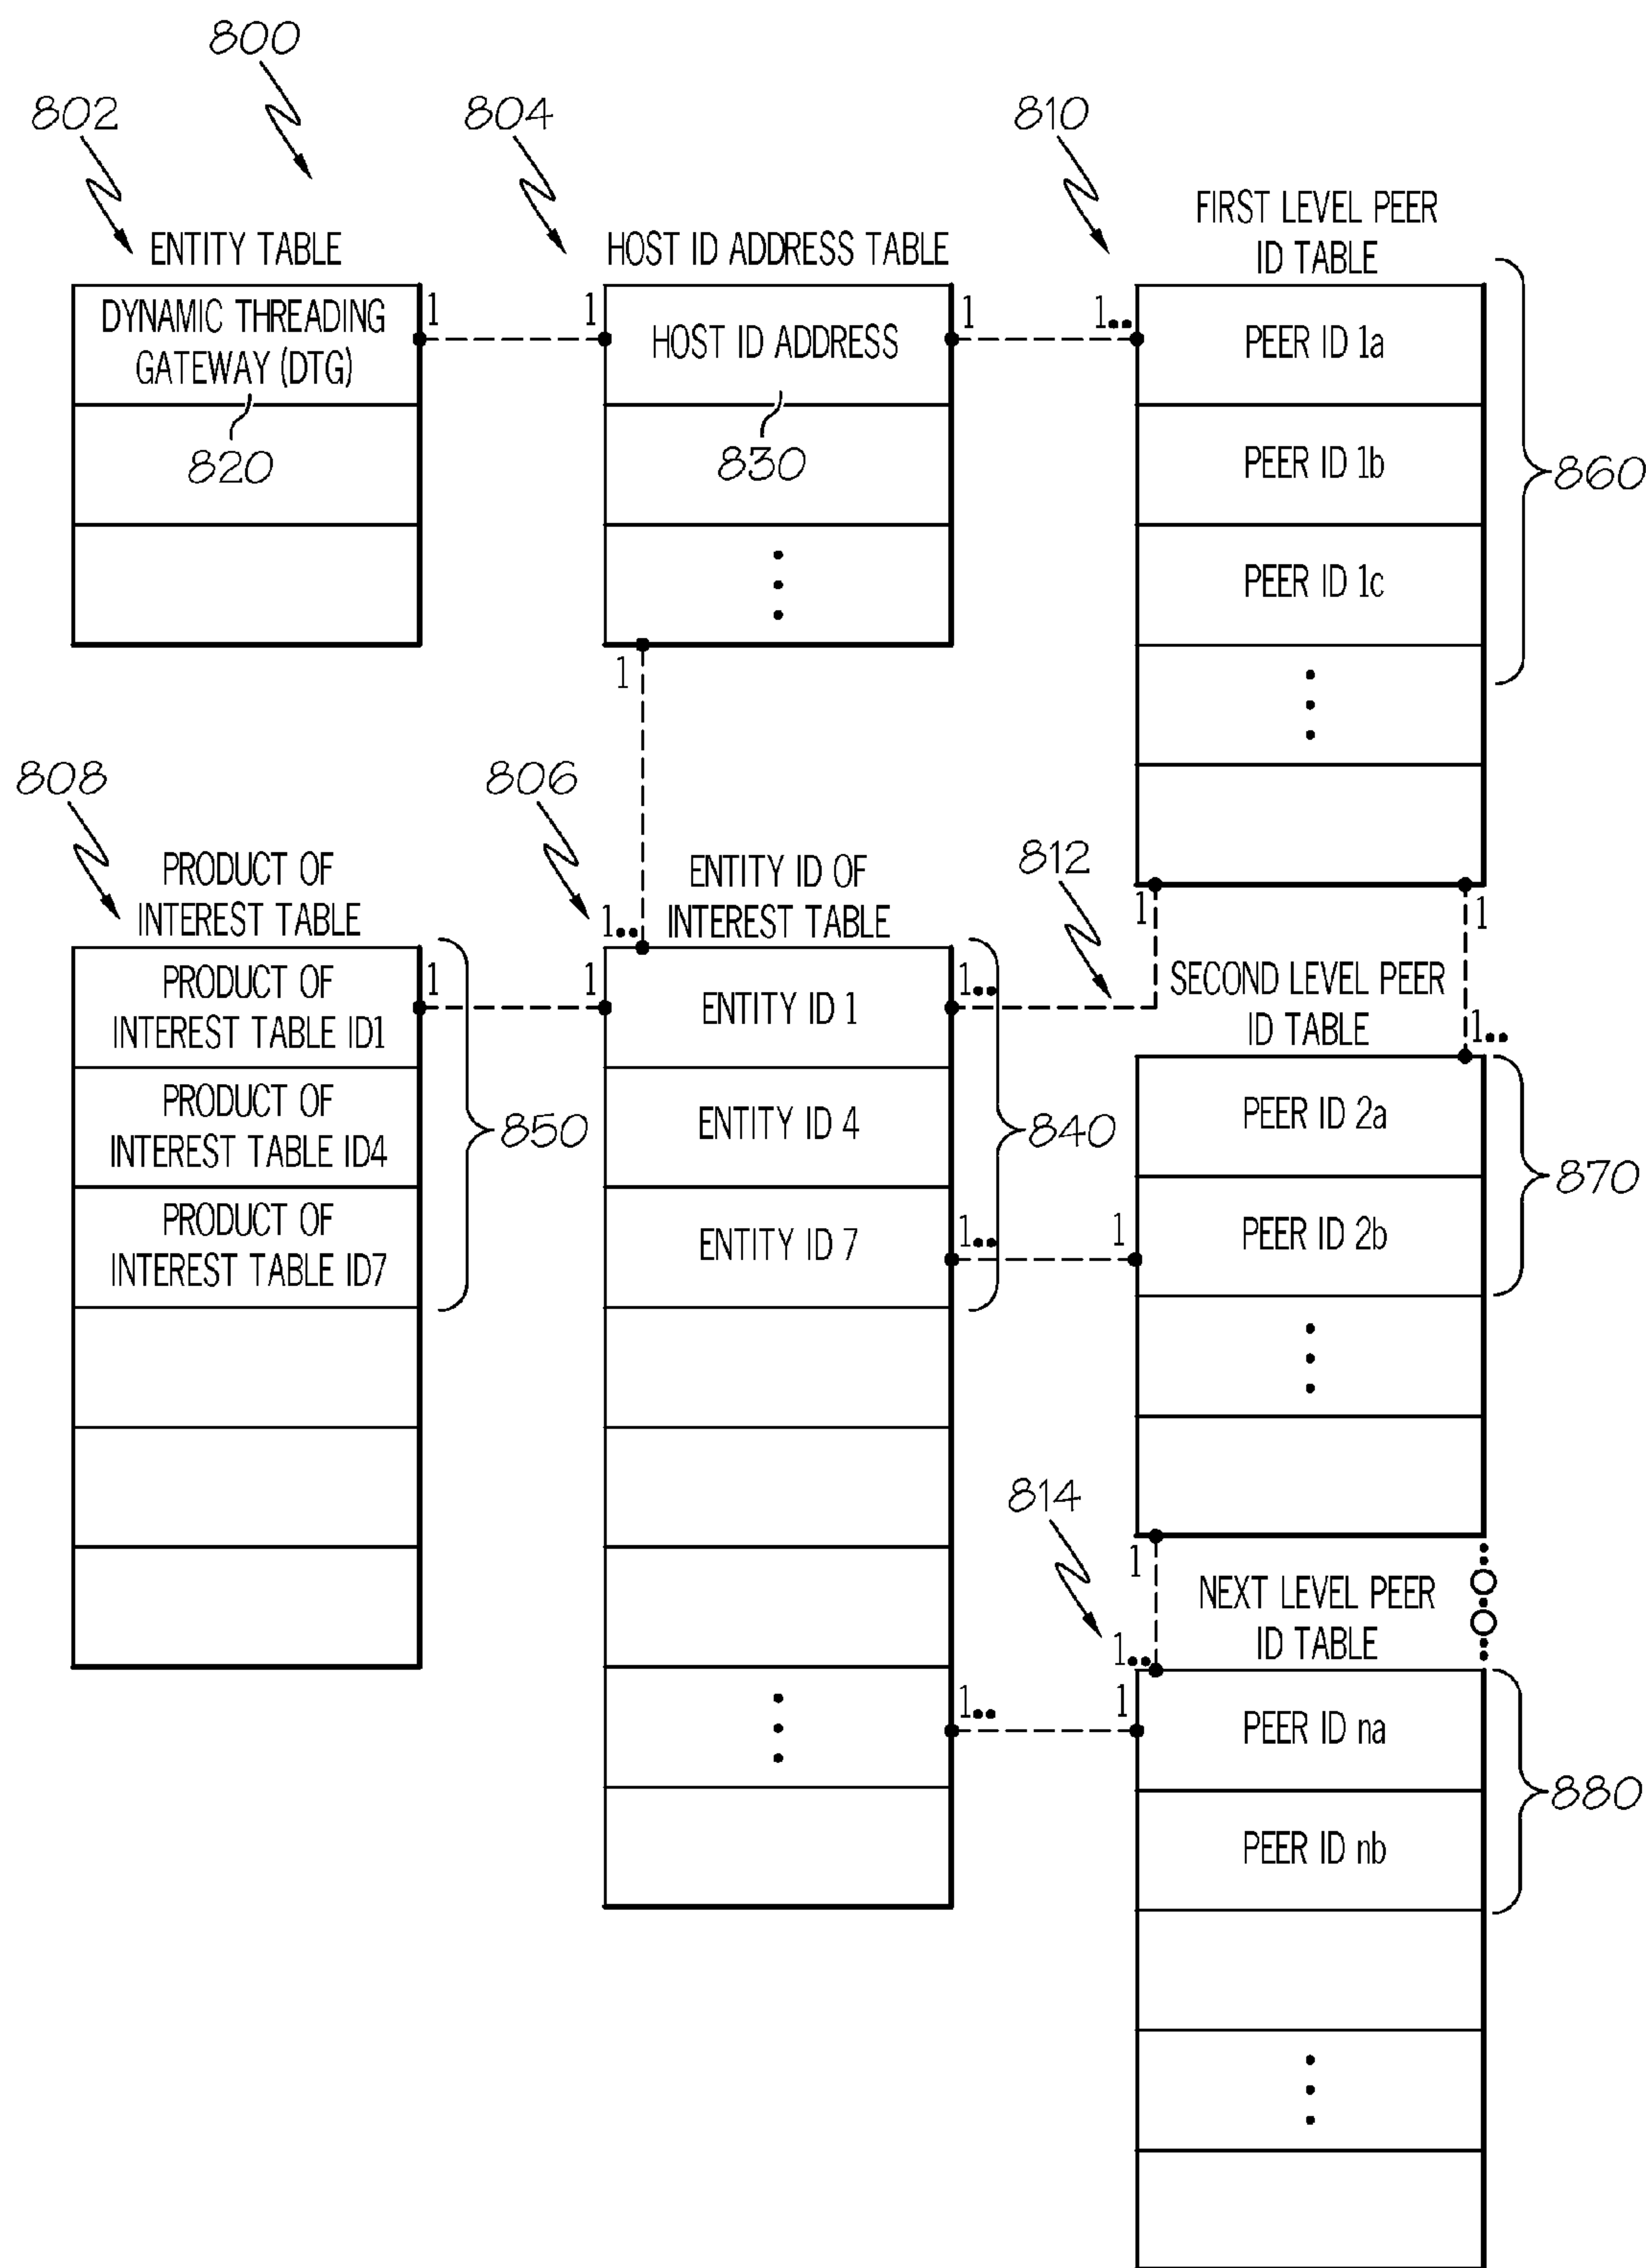 800
802
804
810
ENTITY TABLE
HOST ID ADDRESS TABLE
FIRST LEVEL PEER
ID TABLE
DYNAMIC THREADING
GATEWAY (DTG)
820
1
1
HOST ID ADDRESS
830
1
1..
PEER ID 1a
PEER ID 1b
PEER ID 1c
860
1
808
806
812
PRODUCT OF
INTEREST TABLE
1..
ENTITY ID OF
INTEREST TABLE
1
1
PRODUCT OF
INTEREST TABLE ID1
PRODUCT OF
INTEREST TABLE ID4
PRODUCT OF
INTEREST TABLE ID7
850
1
1
ENTITY ID 1
ENTITY ID 4
ENTITY ID 7
840
1..
SECOND LEVEL PEER
ID TABLE
1..
PEER ID 2a
PEER ID 2b
870
1..
1
814
1
NEXT LEVEL PEER
ID TABLE
1..
1..
1
PEER ID na
PEER ID nb
880